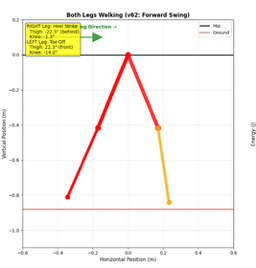 Both Legs Walking (v62: Forward Swing)
RIGHT Leg: Heel Strike
Thigh: -22.3° (behind)
Knee: -1.3°
LEFT Leg: Toe Off
Thigh: 22.3° (front)
Knee: -14.0°
Direction →
Hip
Ground
0.2
0.0
−0.2
−0.4
−0.6
−0.8
−1.0
Vertical Position (m)
−0.6
−0.4
−0.2
0.0
0.2
0.4
0.6
Horizontal Position (m)
Energy (J)